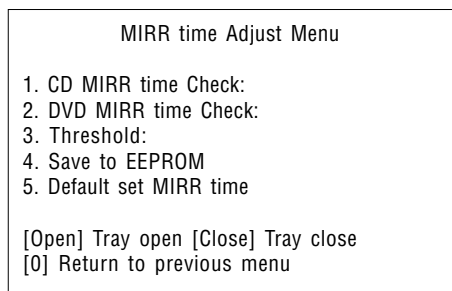 MIRR time Adjust Menu
1. CD MIRR time Check:
2. DVD MIRR time Check:
3. Threshold:
4. Save to EEPROM
5. Default set MIRR time
[Open] Tray open [Close] Tray close
[0] Return to previous menu